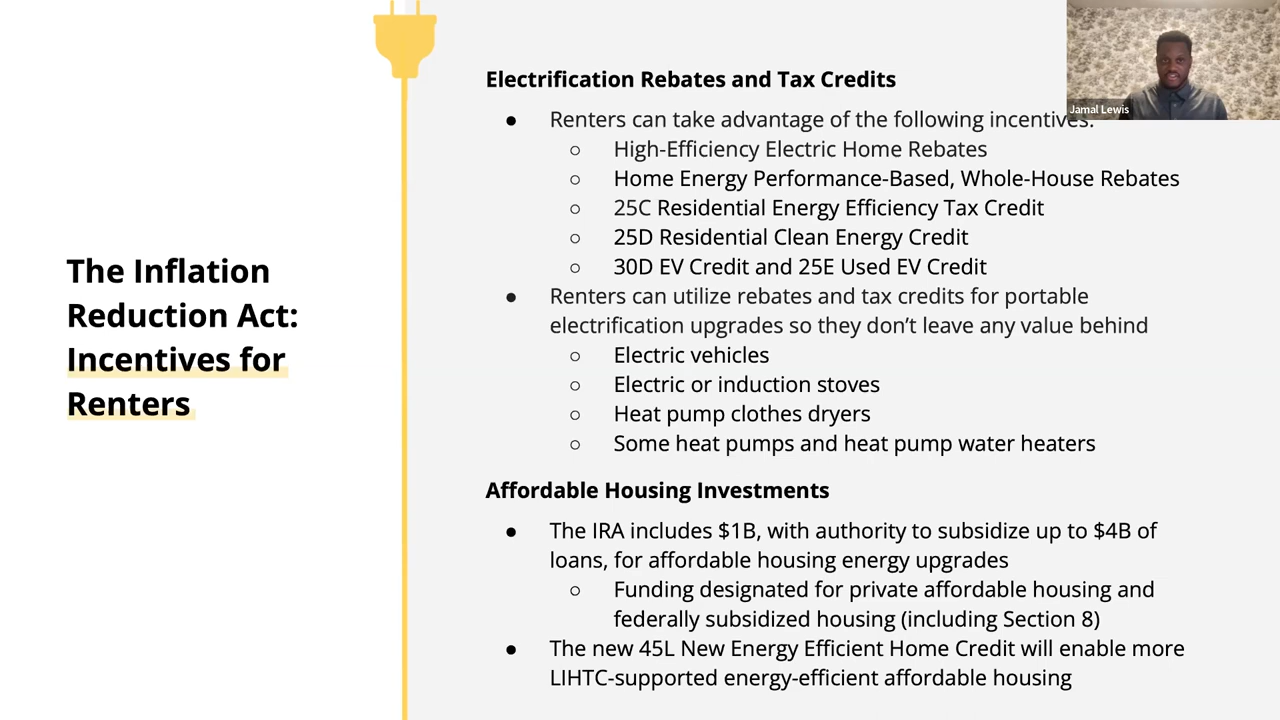 The Inflation
Reduction Act:
Incentives for
Renters
Electrification Rebates and Tax Credits
● Renters can take advantage of the following incentives:
○ High-Efficiency Electric Home Rebates
○ Home Energy Performance-Based, Whole-House Rebates
○ 25C Residential Energy Efficiency Tax Credit
○ 25D Residential Clean Energy Credit
○ 30D EV Credit and 25E Used EV Credit
● Renters can utilize rebates and tax credits for portable
electrification upgrades so they don’t leave any value behind
○ Electric vehicles
○ Electric or induction stoves
○ Heat pump clothes dryers
○ Some heat pumps and heat pump water heaters
Affordable Housing Investments
● The IRA includes $1B, with authority to subsidize up to $4B of
loans, for affordable housing energy upgrades
○ Funding designated for private affordable housing and
federally subsidized housing (including Section 8)
● The new 45L New Energy Efficient Home Credit will enable more
LIHTC-supported energy-efficient affordable housing
Jamal Lewis